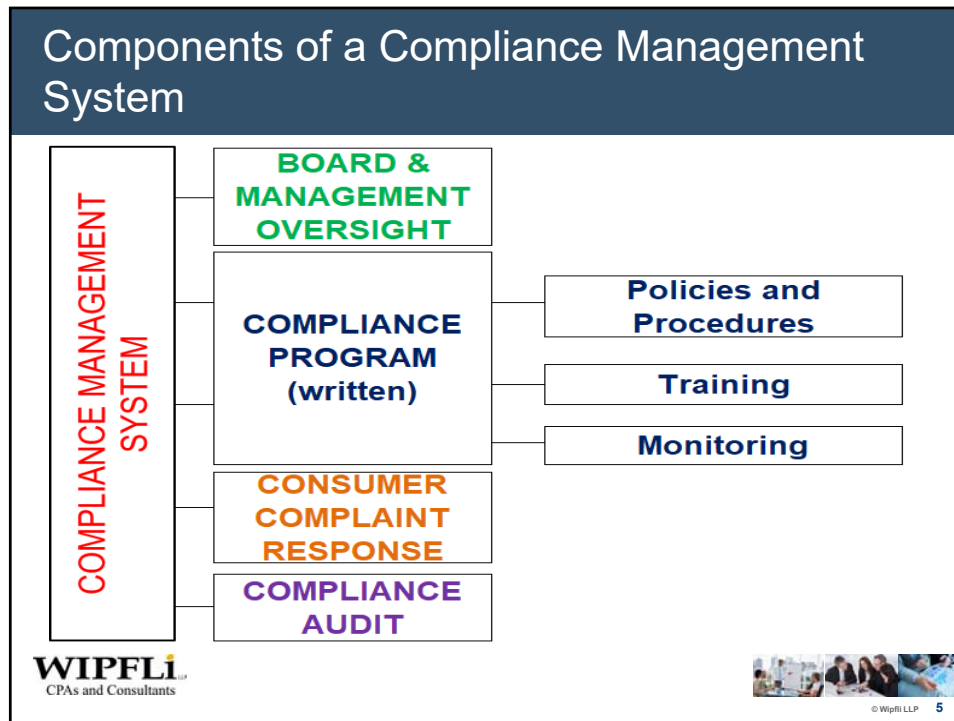 Components of a Compliance Management
System
COMPLIANCE MANAGEMENT
SYSTEM
BOARD &
MANAGEMENT
OVERSIGHT
COMPLIANCE
PROGRAM
(written)
Policies and
Procedures
Training
Monitoring
CONSUMER
COMPLAINT
RESPONSE
COMPLIANCE
AUDIT
WIPFLi LLP
CPAs and Consultants
© Wipfli LLP 5